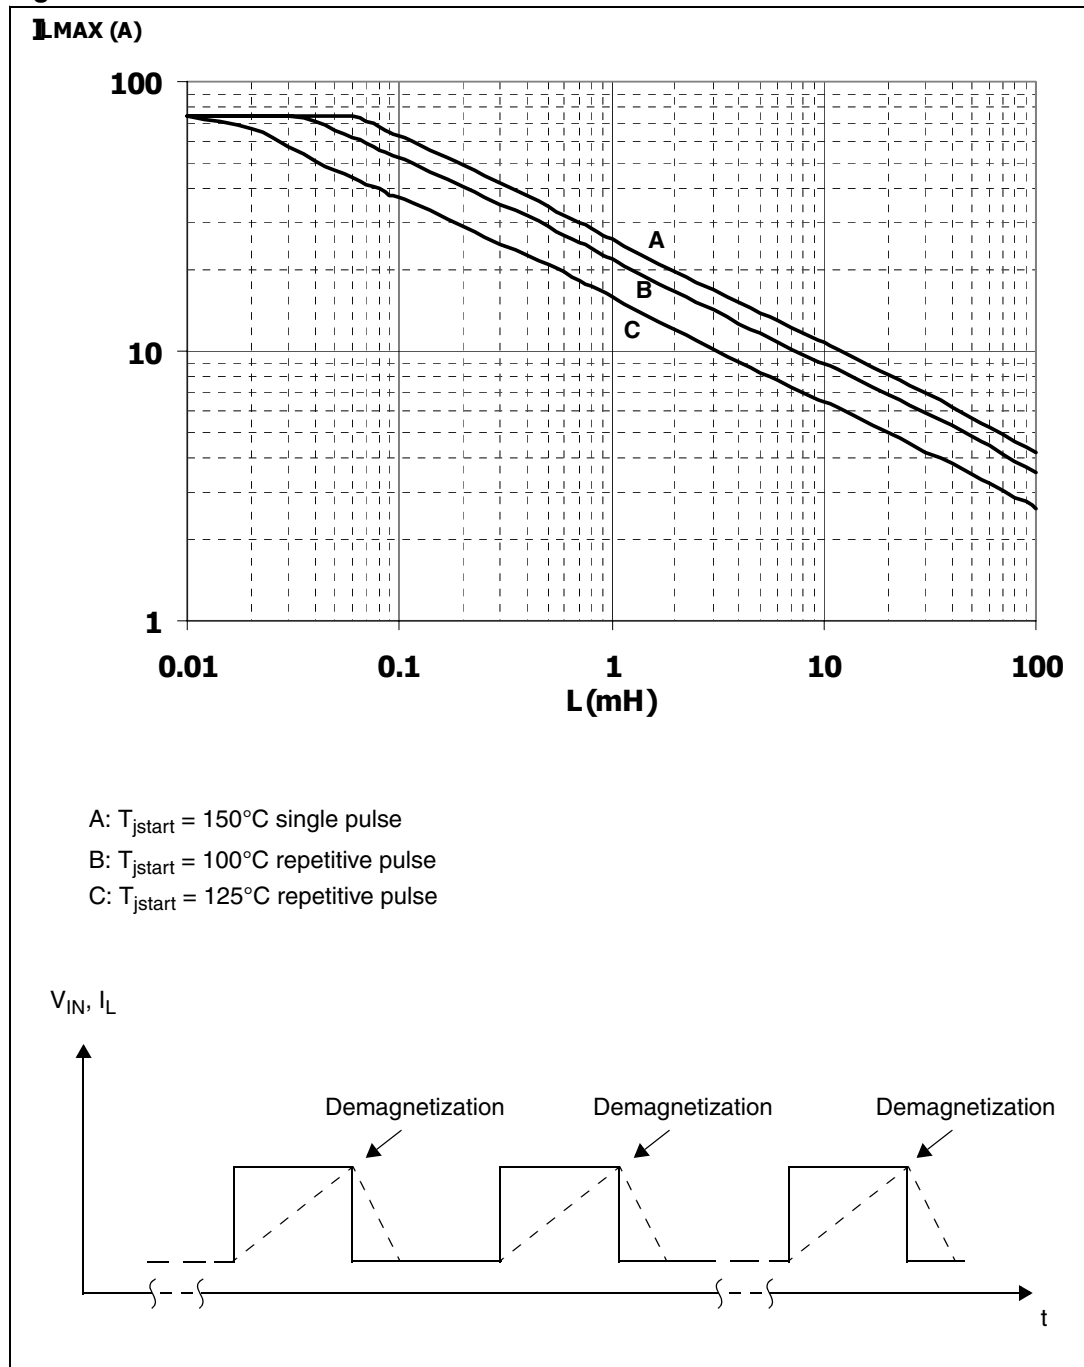 ILMAX (A)
100
10
1
A
B
C
0.01 0.1 1 10 100
L(mH)
A: Tjstart = 150°C single pulse
B: Tjstart = 100°C repetitive pulse
C: Tjstart = 125°C repetitive pulse
VIN, IL
Demagnetization Demagnetization Demagnetization
t